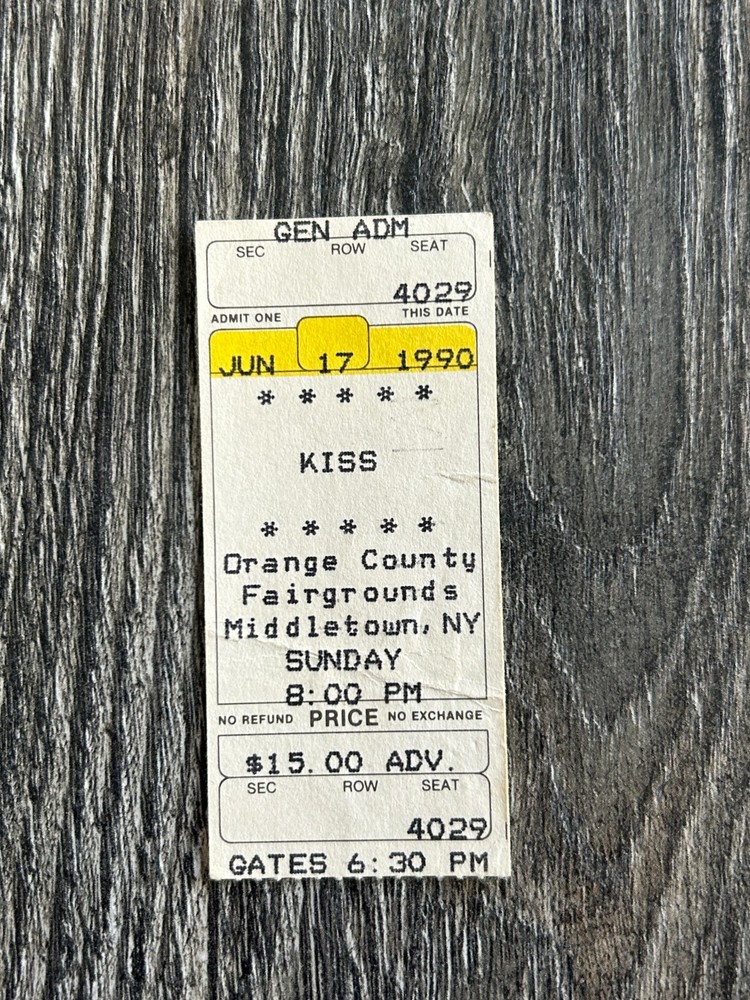 GEN ADM
SEC ROW SEAT
4029
ADMIT ONE THIS DATE
JUN 17 1990
* * * * *
KISS
* * * * *
Orange County
Fairgrounds
Middletown, NY
SUNDAY
8:00 PM
NO REFUND PRICE NO EXCHANGE
$15.00 ADV.
SEC ROW SEAT
4029
GATES 6:30 PM